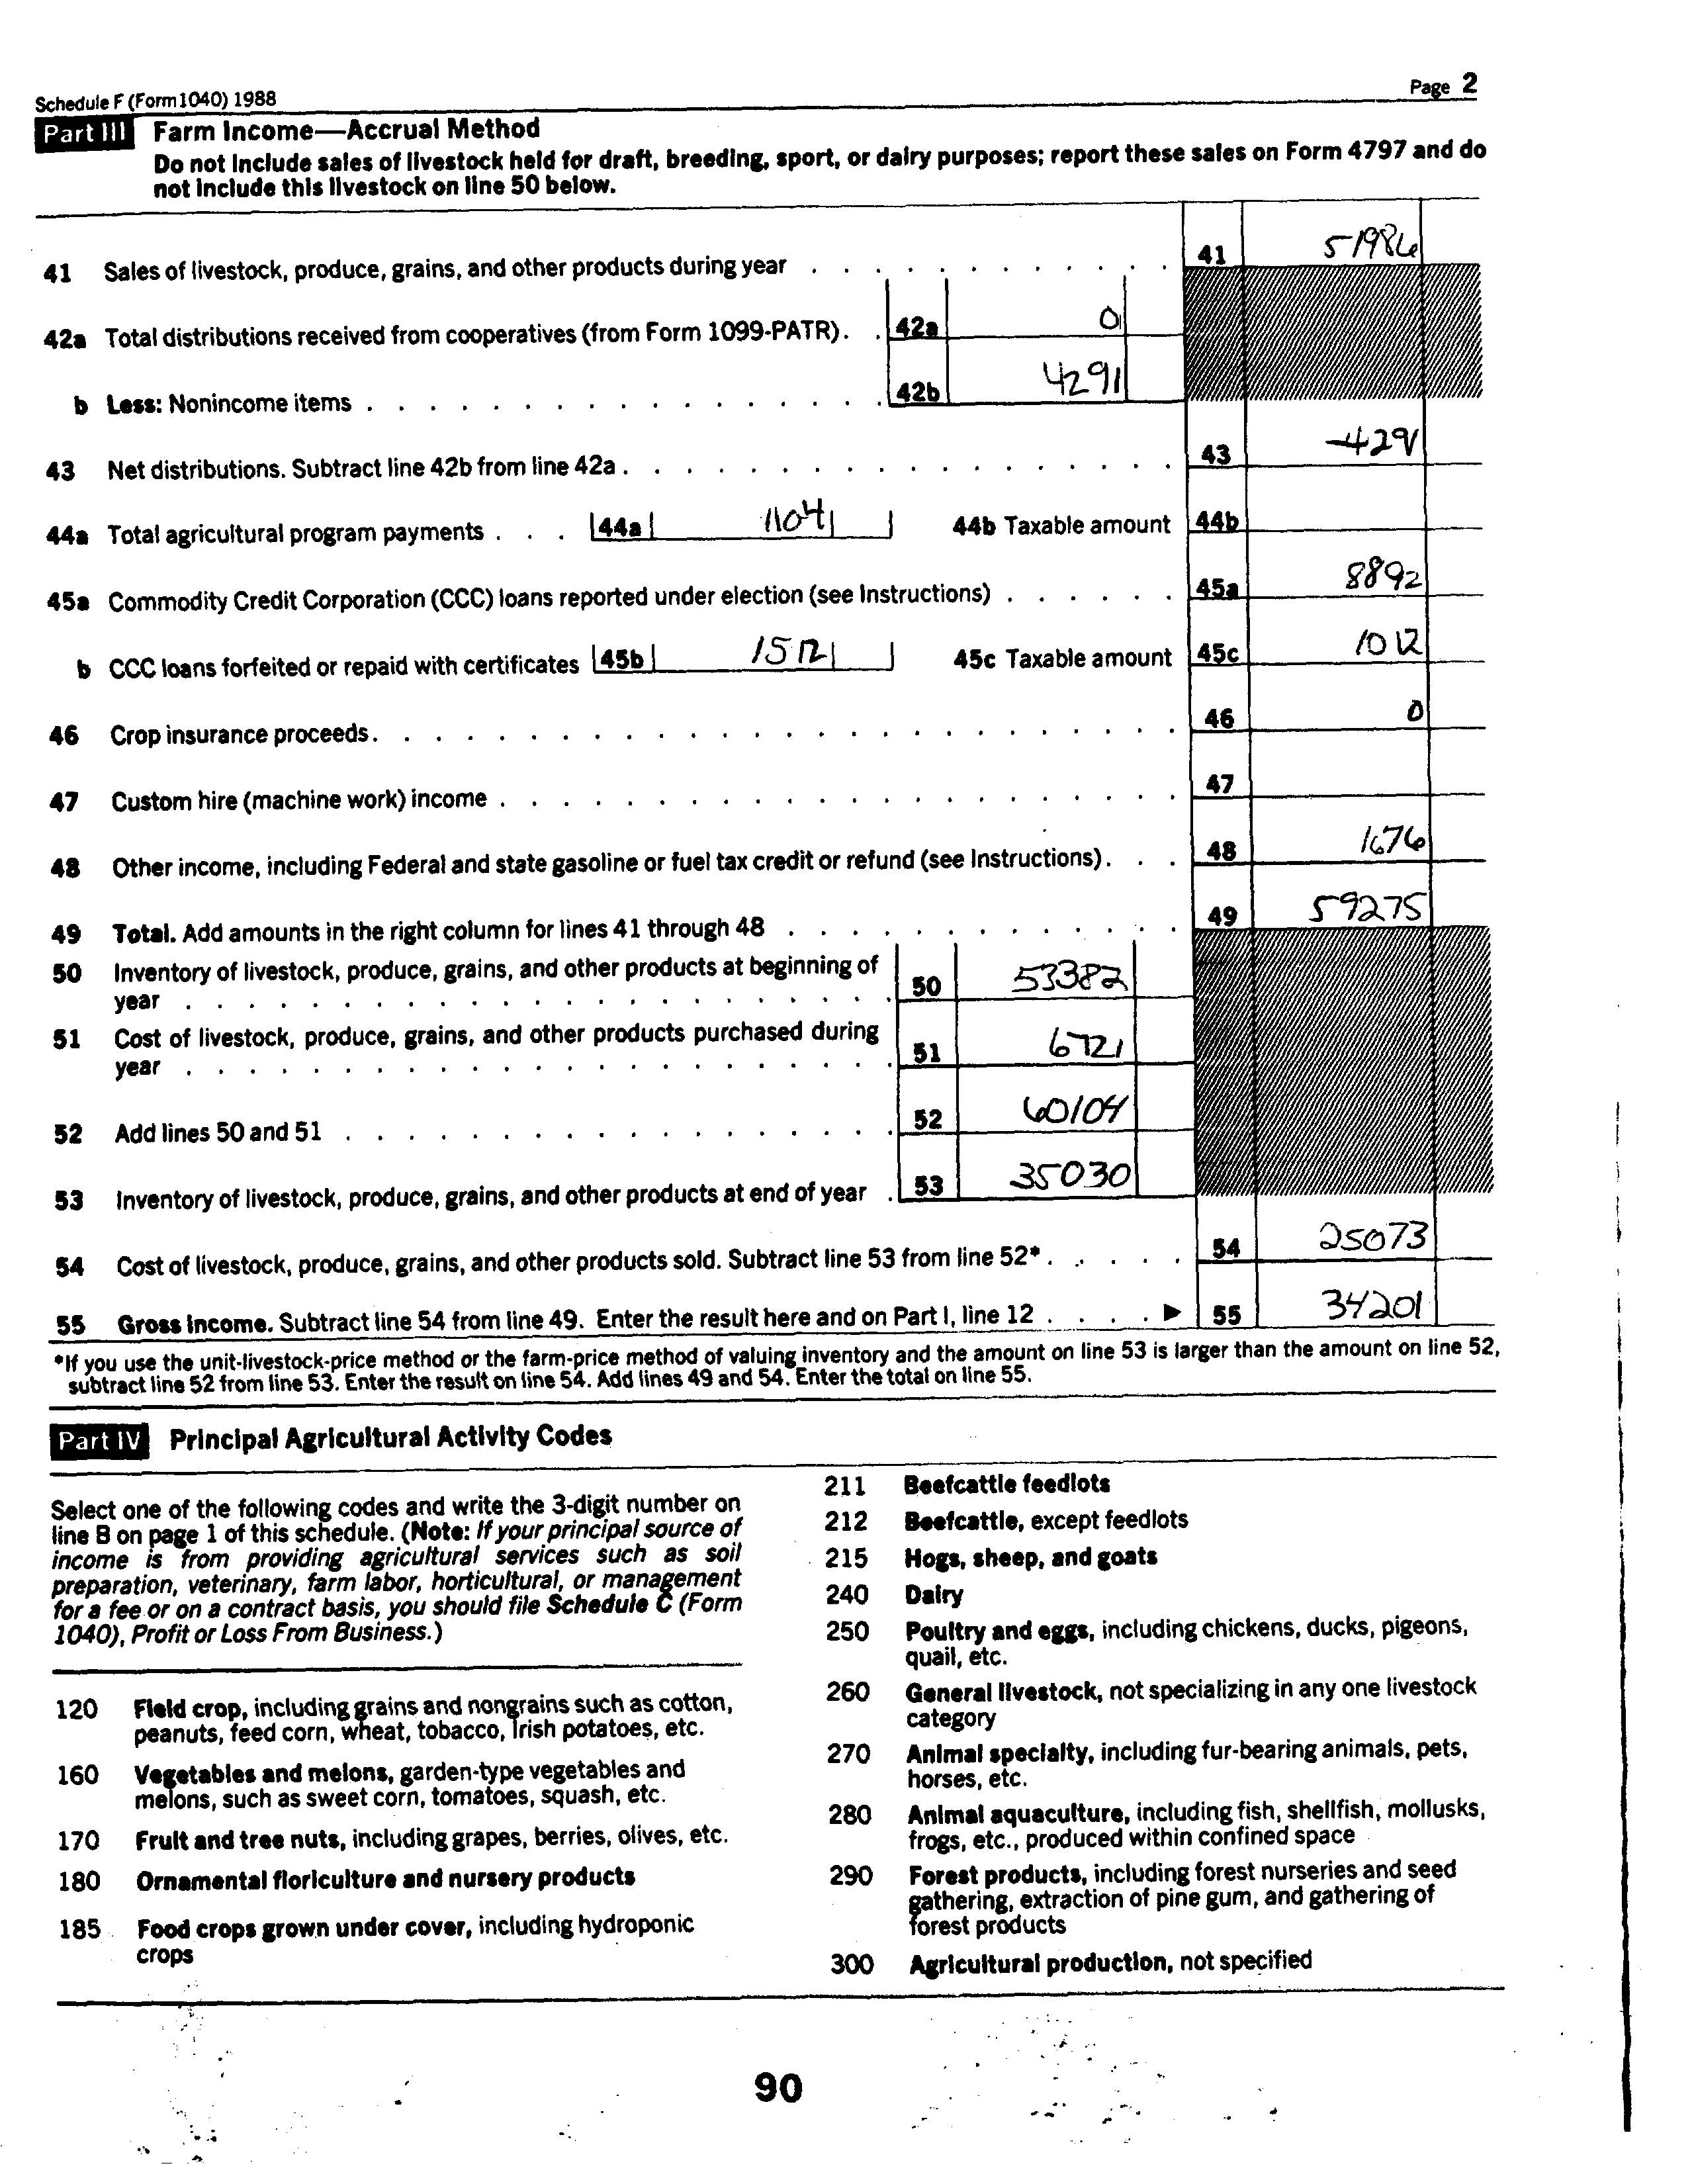 Schedule F (Form 1040) 1988 Page 2
Part III Farm Income—Accrual Method
Do not include sales of livestock held for draft, breeding, sport, or dairy purposes; report these sales on Form 4797 and do
not include this livestock on line 50 below.
41 Sales of livestock, produce, grains, and other products during year . . . . . . . . . . . . 41 51986
42a Total distributions received from cooperatives (from Form 1099-PATR). . 42a 0
b Less: Nonincome items . . . . . . . . . . . . . . . . . 42b 4291
43 Net distributions. Subtract line 42b from line 42a . . . . . . . . . . . . . . . . . . 43 -4291
44a Total agricultural program payments . . . 44a 1104 44b Taxable amount 44b
45a Commodity Credit Corporation (CCC) loans reported under election (see Instructions) . . . . . . 45a 8892
b CCC loans forfeited or repaid with certificates 45b 1512 45c Taxable amount 45c 1012
46 Crop insurance proceeds. . . . . . . . . . . . . . . . . . . . . . . . . . 46 0
47 Custom hire (machine work) income . . . . . . . . . . . . . . . . . . . . . . 47
48 Other income, including Federal and state gasoline or fuel tax credit or refund (see Instructions). . . 48 1676
49 Total. Add amounts in the right column for lines 41 through 48 . . . . . . . . . . . . . 49 59275
50 Inventory of livestock, produce, grains, and other products at beginning of
year . . . . . . . . . . . . . . . . . . . . . . . 50 53382
51 Cost of livestock, produce, grains, and other products purchased during
year . . . . . . . . . . . . . . . . . . . . . . . 51 6721
52 Add lines 50 and 51 . . . . . . . . . . . . . . . . . . 52 60104
53 Inventory of livestock, produce, grains, and other products at end of year . 53 35030
54 Cost of livestock, produce, grains, and other products sold. Subtract line 53 from line 52* . . . . . 54 25073
55 Gross income. Subtract line 54 from line 49. Enter the result here and on Part I, line 12 . . . . ▶ 55 34201
*If you use the unit-livestock-price method or the farm-price method of valuing inventory and the amount on line 53 is larger than the amount on line 52,
subtract line 52 from line 53. Enter the result on line 54. Add lines 49 and 54. Enter the total on line 55.
Part IV Principal Agricultural Activity Codes
Select one of the following codes and write the 3-digit number on
line B on page 1 of this schedule. (Note: If your principal source of
income is from providing agricultural services such as soil
preparation, veterinary, farm labor, horticultural, or management
for a fee or on a contract basis, you should file Schedule C (Form
1040), Profit or Loss From Business.)
120 Field crop, including grains and nongrains such as cotton,
peanuts, feed corn, wheat, tobacco, Irish potatoes, etc.
160 Vegetables and melons, garden-type vegetables and
melons, such as sweet corn, tomatoes, squash, etc.
170 Fruit and tree nuts, including grapes, berries, olives, etc.
180 Ornamental floriculture and nursery products
185 Food crops grown under cover, including hydroponic
crops
211 Beefcattle feedlots
212 Beefcattle, except feedlots
215 Hogs, sheep, and goats
240 Dairy
250 Poultry and eggs, including chickens, ducks, pigeons,
quail, etc.
260 General livestock, not specializing in any one livestock
category
270 Animal specialty, including fur-bearing animals, pets,
horses, etc.
280 Animal aquaculture, including fish, shellfish, mollusks,
frogs, etc., produced within confined space
290 Forest products, including forest nurseries and seed
gathering, extraction of pine gum, and gathering of
forest products
300 Agricultural production, not specified
90